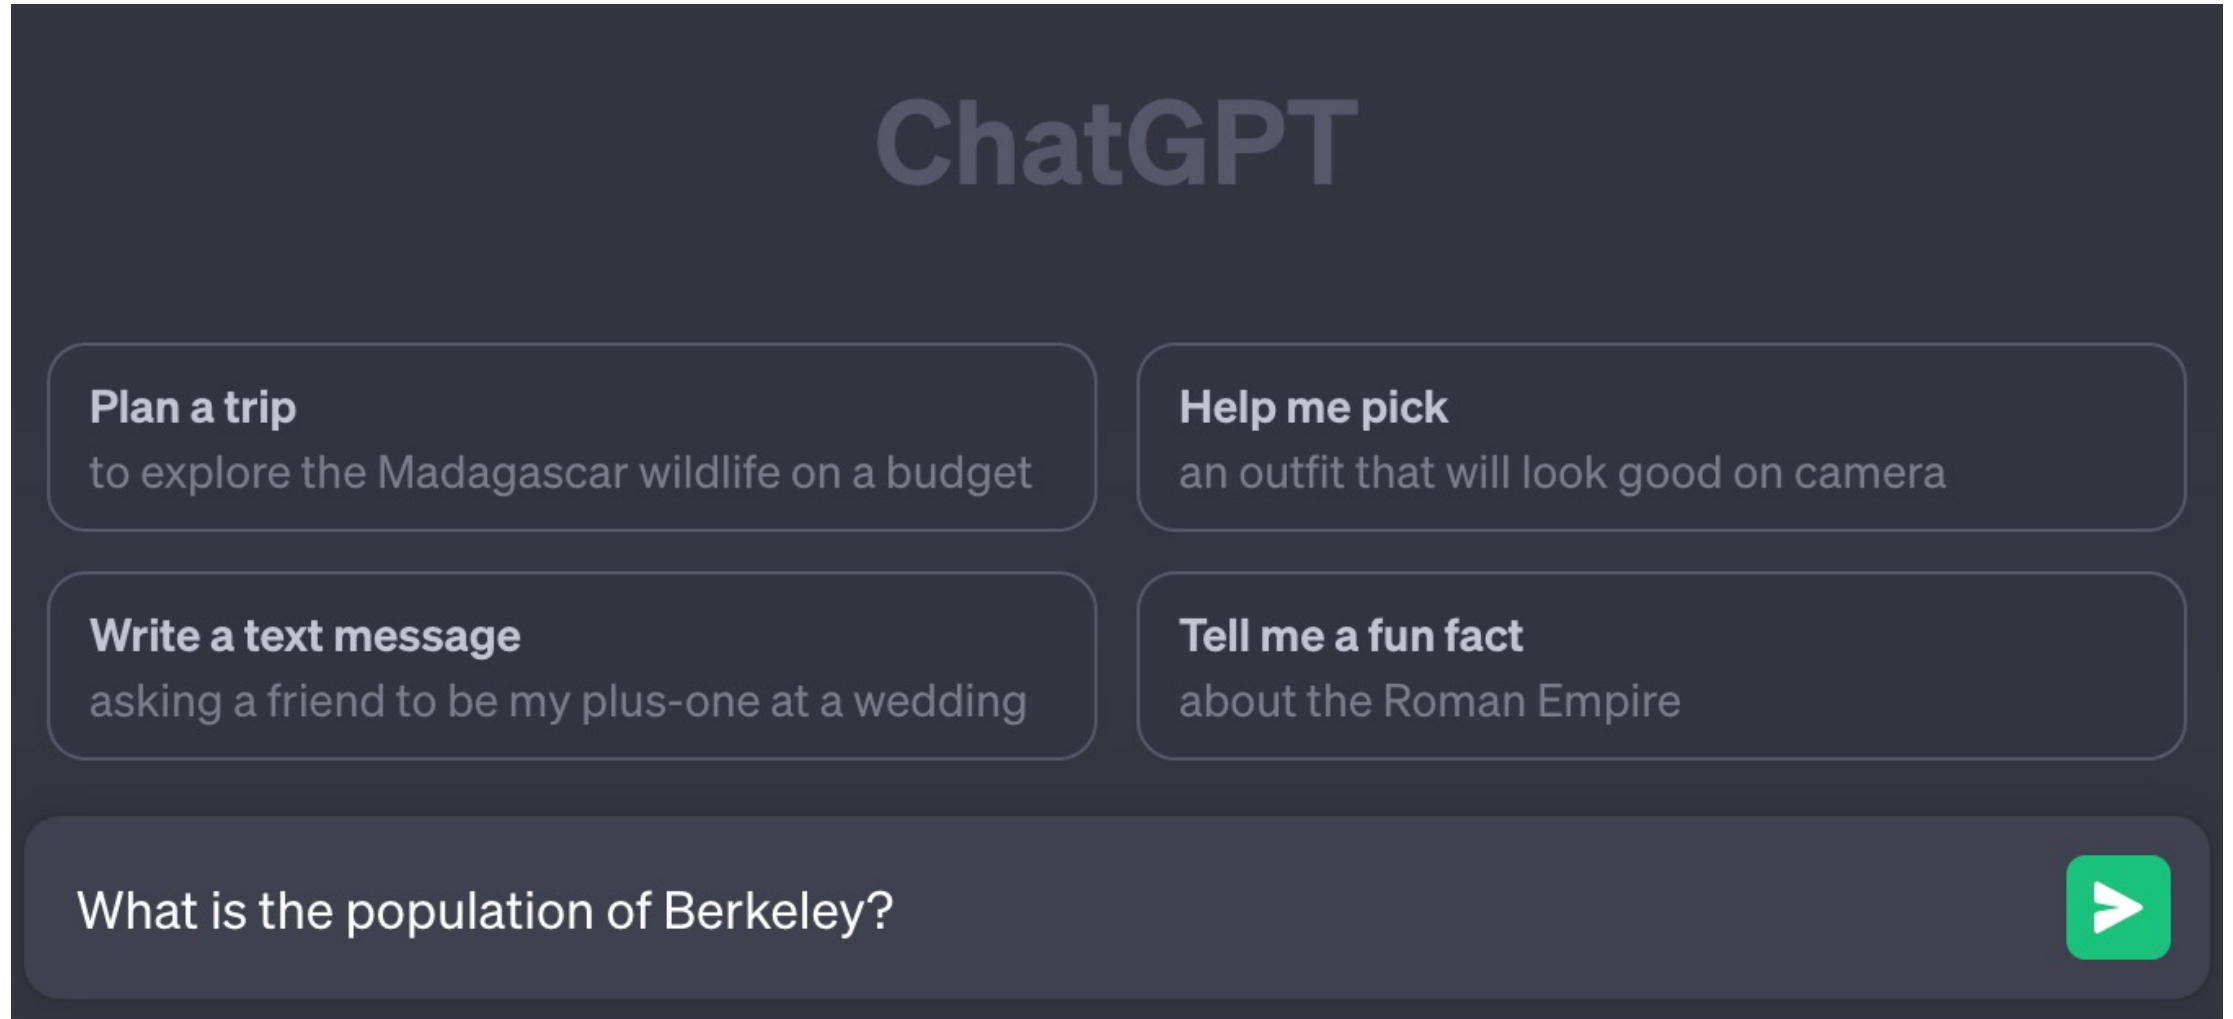 ChatGPT
Plan a trip
to explore the Madagascar wildlife on a budget
Help me pick
an outfit that will look good on camera
Write a text message
asking a friend to be my plus-one at a wedding
Tell me a fun fact
about the Roman Empire
What is the population of Berkeley?